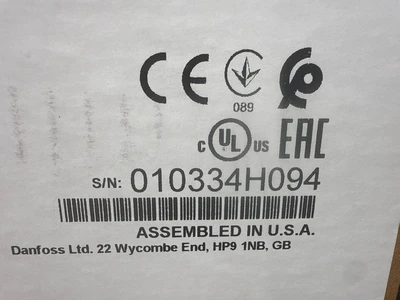 CE
089
c UL us EAC
S/N: 010334H094
ASSEMBLED IN U.S.A.
Danfoss Ltd. 22 Wycombe End, HP9 1NB, GB